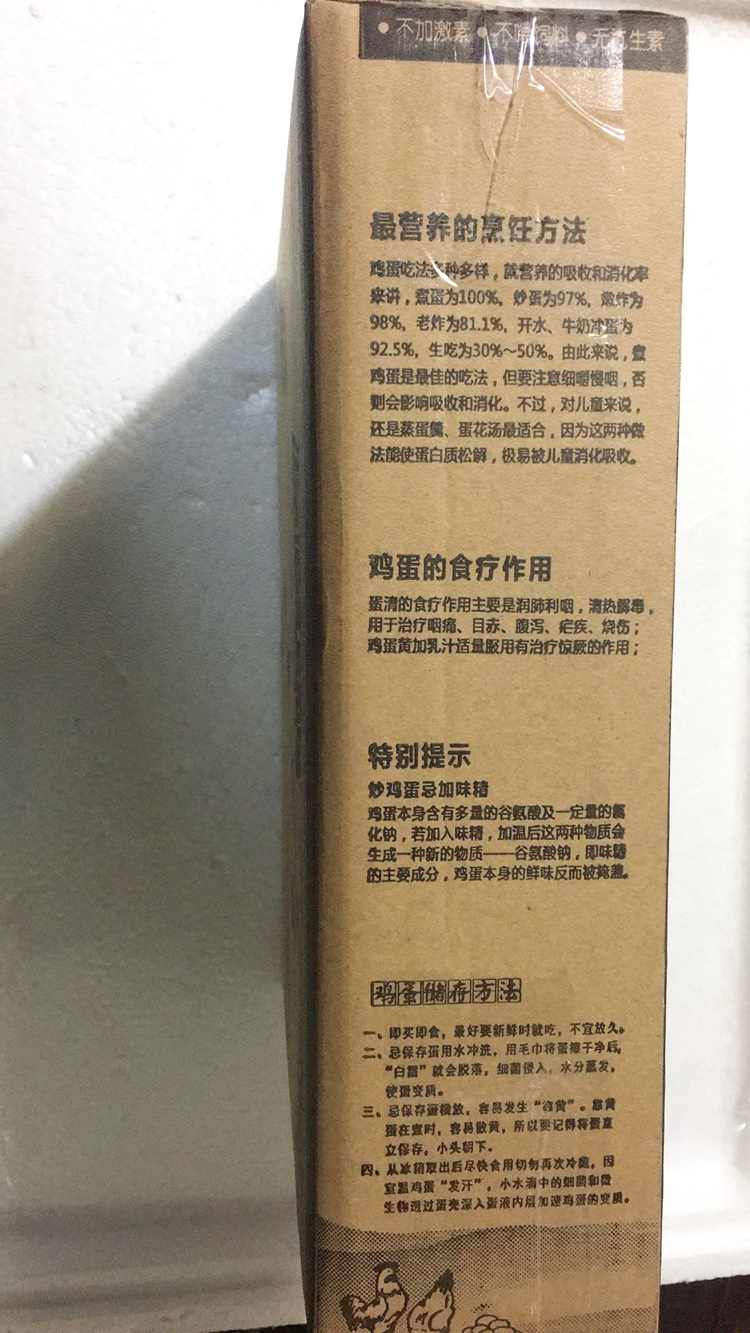 • 不加激素 • 不喂饲料 • 无抗生素
最营养的烹饪方法
鸡蛋吃法多种多样，就营养的吸收和消化率
来讲，煮蛋为100%，炒蛋为97%，嫩炸为
98%，老炸为81.1%，开水、牛奶冲蛋为
92.5%，生吃为30%～50%。由此来说，煮
鸡蛋是最佳的吃法，但要注意细嚼慢咽，否
则会影响吸收和消化。不过，对儿童来说，
还是蒸蛋羹、蛋花汤最适合，因为这两种做
法能使蛋白质松解，极易被儿童消化吸收。
鸡蛋的食疗作用
蛋清的食疗作用主要是润肺利咽，清热解毒，
用于治疗咽痛、目赤、腹泻、疟疾、烧伤；
鸡蛋黄加乳汁适量服用有治疗惊厥的作用；
特别提示
炒鸡蛋忌加味精
鸡蛋本身含有多量的谷氨酸及一定量的氯
化钠，若加入味精，加温后这两种物质会
生成一种新的物质——谷氨酸钠，即味精
的主要成分，鸡蛋本身的鲜味反而被掩盖。
鸡蛋储存方法
一、即买即食，最好要新鲜时就吃，不宜放久。
二、忌保存蛋用水冲洗，用毛巾将蛋擦干净后，
“白霜”就会脱落，细菌侵入，水分蒸发，
使蛋变质。
三、忌保存蛋横放，容易发生“靠黄”。靠黄
蛋在煮时，容易散黄，所以要记得将蛋直
立保存，小头朝下。
四、从冰箱取出后尽快食用切勿再次冷藏，因
室温鸡蛋“发汗”，小水滴中的细菌和微
生物透过蛋壳深入蛋液内层加速鸡蛋的变质。